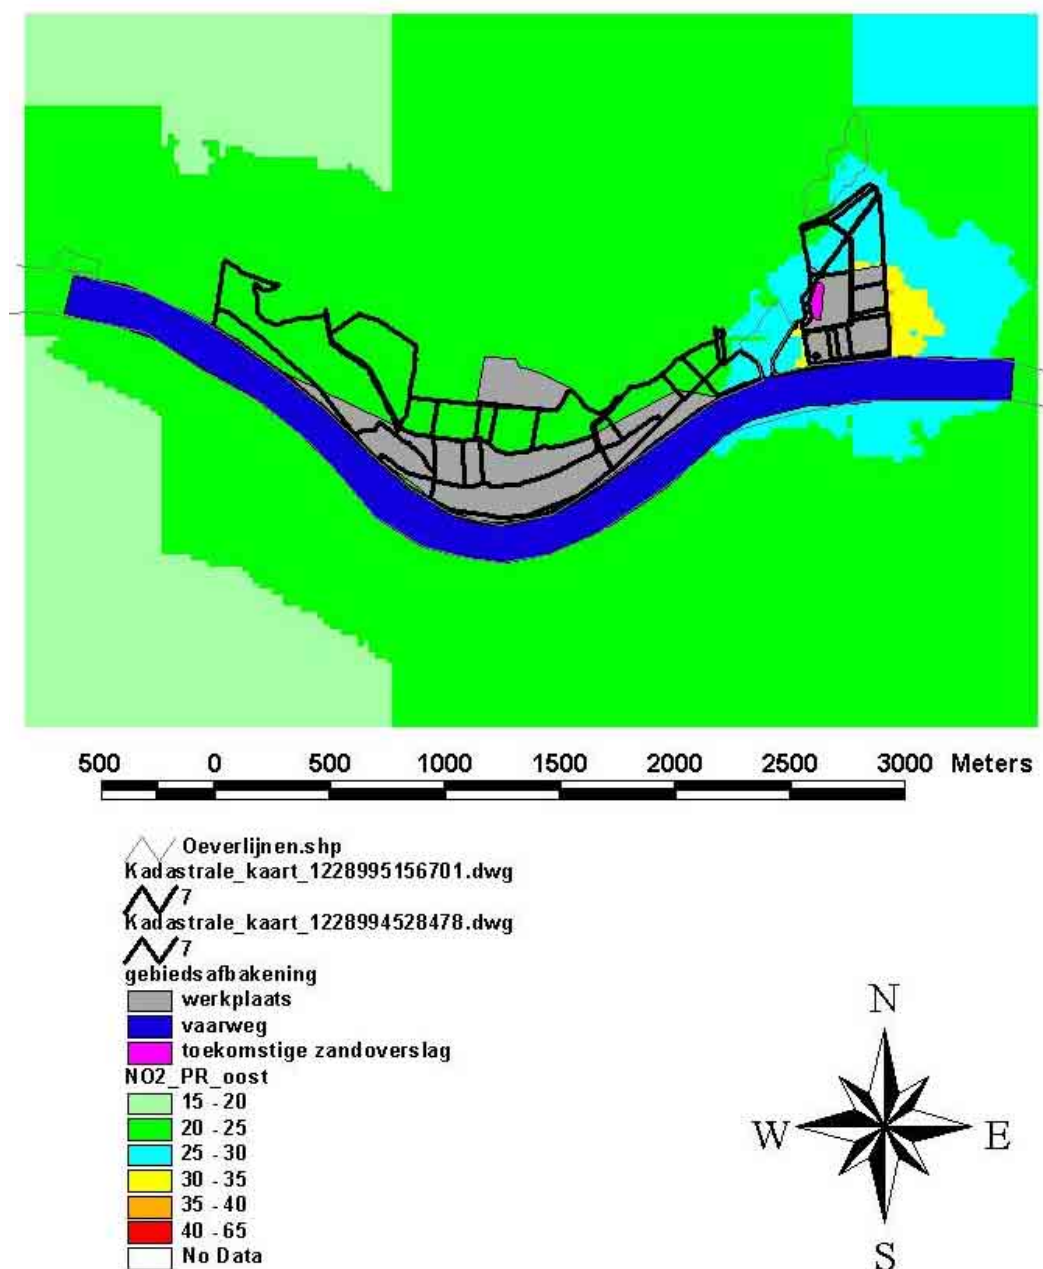 500 0 500 1000 1500 2000 2500 3000 Meters
Oeverlijnen.shp
Kadastrale_kaart_1228995156701.dwg
7
Kadastrale_kaart_1228994528478.dwg
7
gebiedsafbakening
werkplaats
vaarweg
toekomstige zandoverslag
NO2_PR_oost
15 - 20
20 - 25
25 - 30
30 - 35
35 - 40
40 - 65
No Data
N
W E
S